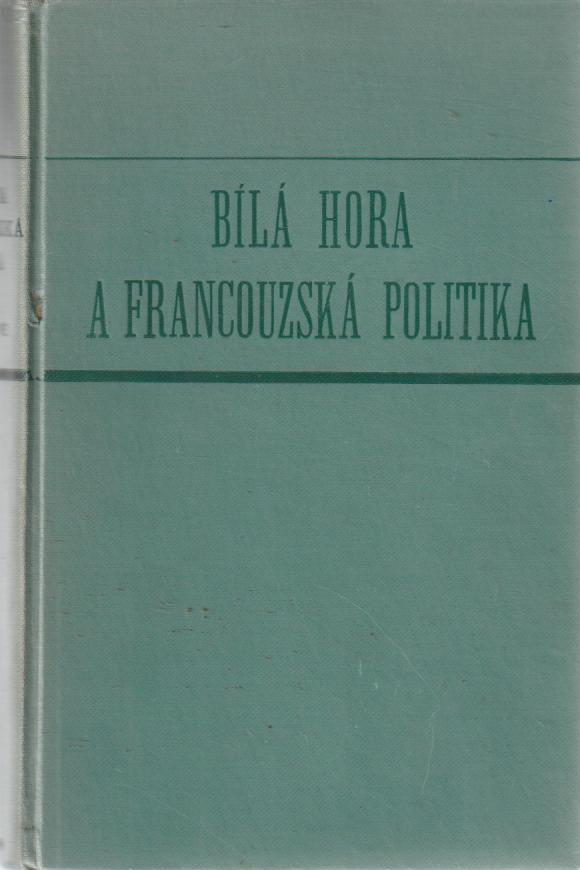 BÍLÁ HORA
A FRANCOUZSKÁ POLITIKA